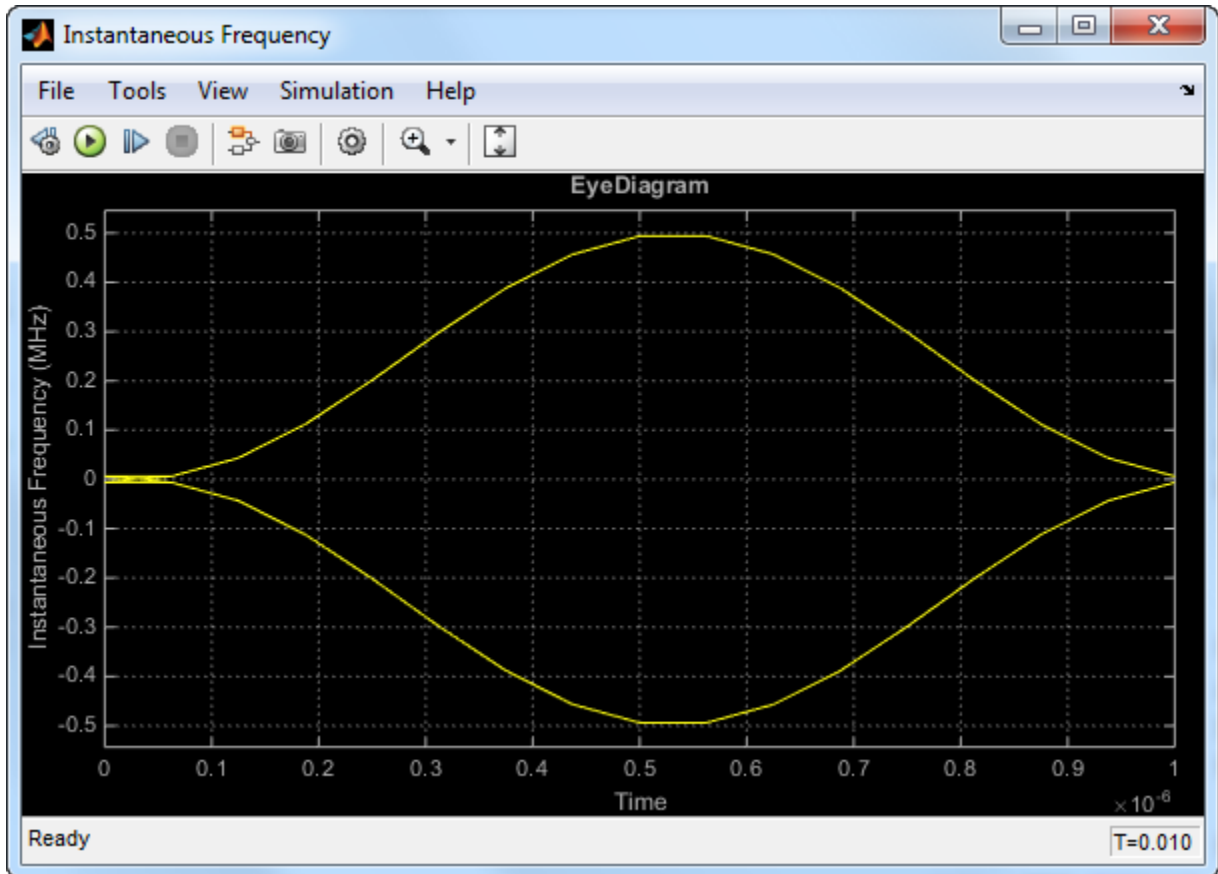 Instantaneous Frequency
File Tools View Simulation Help
EyeDiagram
Instantaneous Frequency (MHz)
0.5
0.4
0.3
0.2
0.1
0
-0.1
-0.2
-0.3
-0.4
-0.5
0 0.1 0.2 0.3 0.4 0.5 0.6 0.7 0.8 0.9 1
Time
×10⁻⁶
Ready
T=0.010